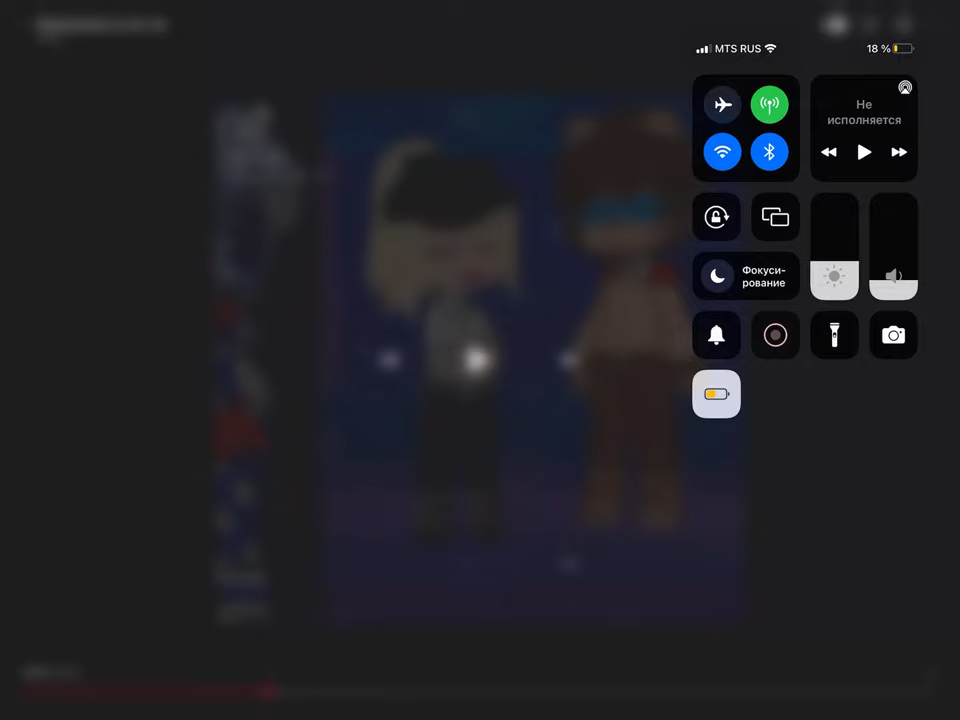 MTS RUS
18 %
Не
исполняется
Фокуси-
рование